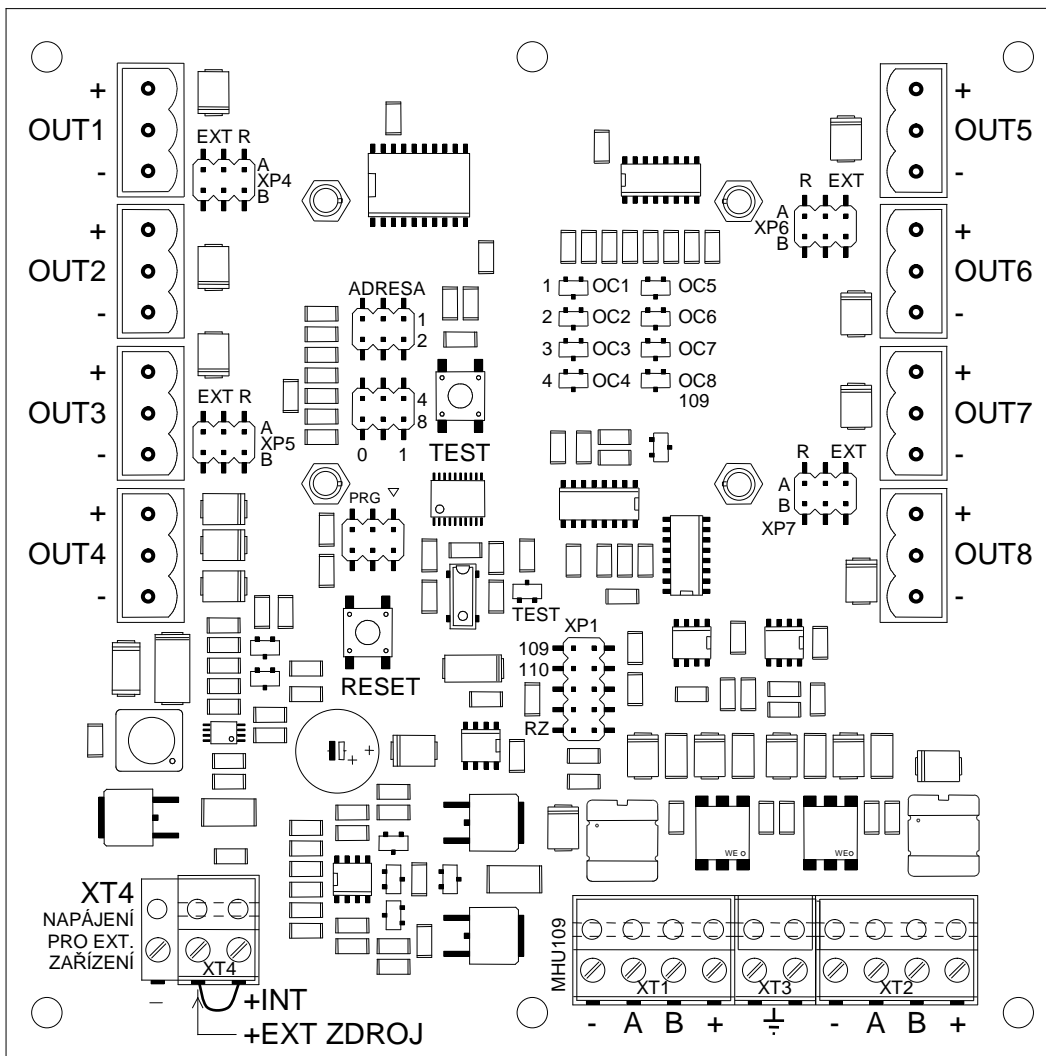 +
OUT1
-
EXT R
A
XP4
B
+
OUT5
-
R EXT
A
XP6
B
+
OUT2
-
+
OUT6
-
ADRESA
1
2
4
8
0 1
TEST
1 OC1 OC5
2 OC2 OC6
3 OC3 OC7
4 OC4 OC8
109
+
OUT3
-
EXT R
A
XP5
B
+
OUT7
-
R EXT
A
B
XP7
PRG
+
OUT4
-
+
OUT8
-
TEST
XP1
109
110
RZ
RESET
+
+
WE
WE
XT4
NAPÁJENÍ
PRO EXT.
ZAŘÍZENÍ
XT4
–
+INT
+EXT ZDROJ
MHU109
XT1 XT3 XT2
- A B + - A B +